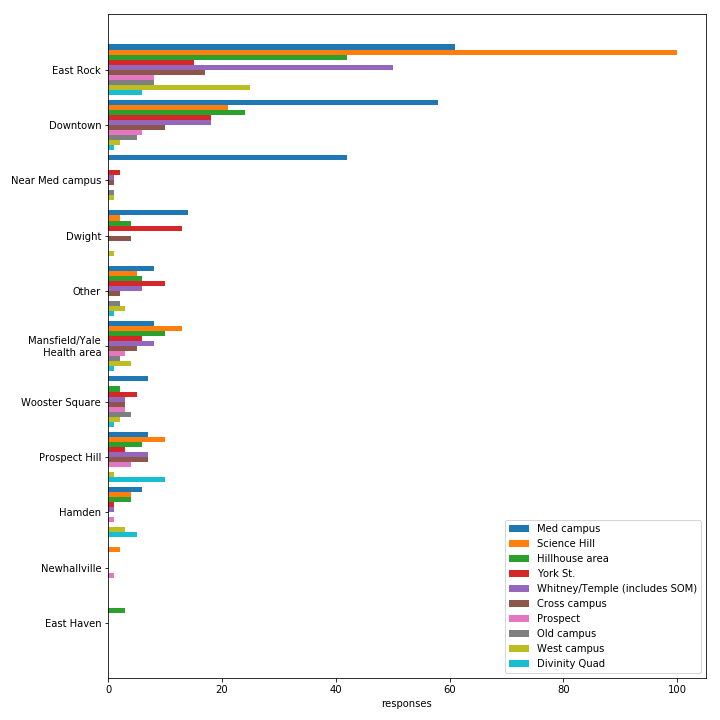 East Rock
Downtown
Near Med campus
Dwight
Other
Mansfield/Yale
Health area
Wooster Square
Prospect Hill
Hamden
Newhallville
East Haven
Med campus
Science Hill
Hillhouse area
York St.
Whitney/Temple (includes SOM)
Cross campus
Prospect
Old campus
West campus
Divinity Quad
0 20 40 60 80 100
responses